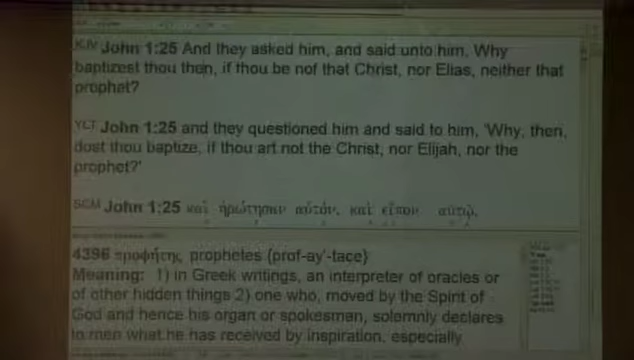 KJV John 1:25 And they asked him, and said unto him, Why
baptizest thou then, if thou be not that Christ, nor Elias, neither that
prophet?
YLT John 1:25 and they questioned him and said to him, 'Why, then,
dost thou baptize, if thou art not the Christ, nor Elijah, nor the
prophet?'
John 1:25 καὶ ἠρώτησαν αὐτόν, καὶ εἶπον αὐτῷ,
4396 προφήτης, prophetes {prof-ay'-tace}
Meaning: 1) in Greek writings, an interpreter of oracles or
of other hidden things 2) one who, moved by the Spirit of
God and hence his organ or spokesman, solemnly declares
to men what he has received by inspiration, especially